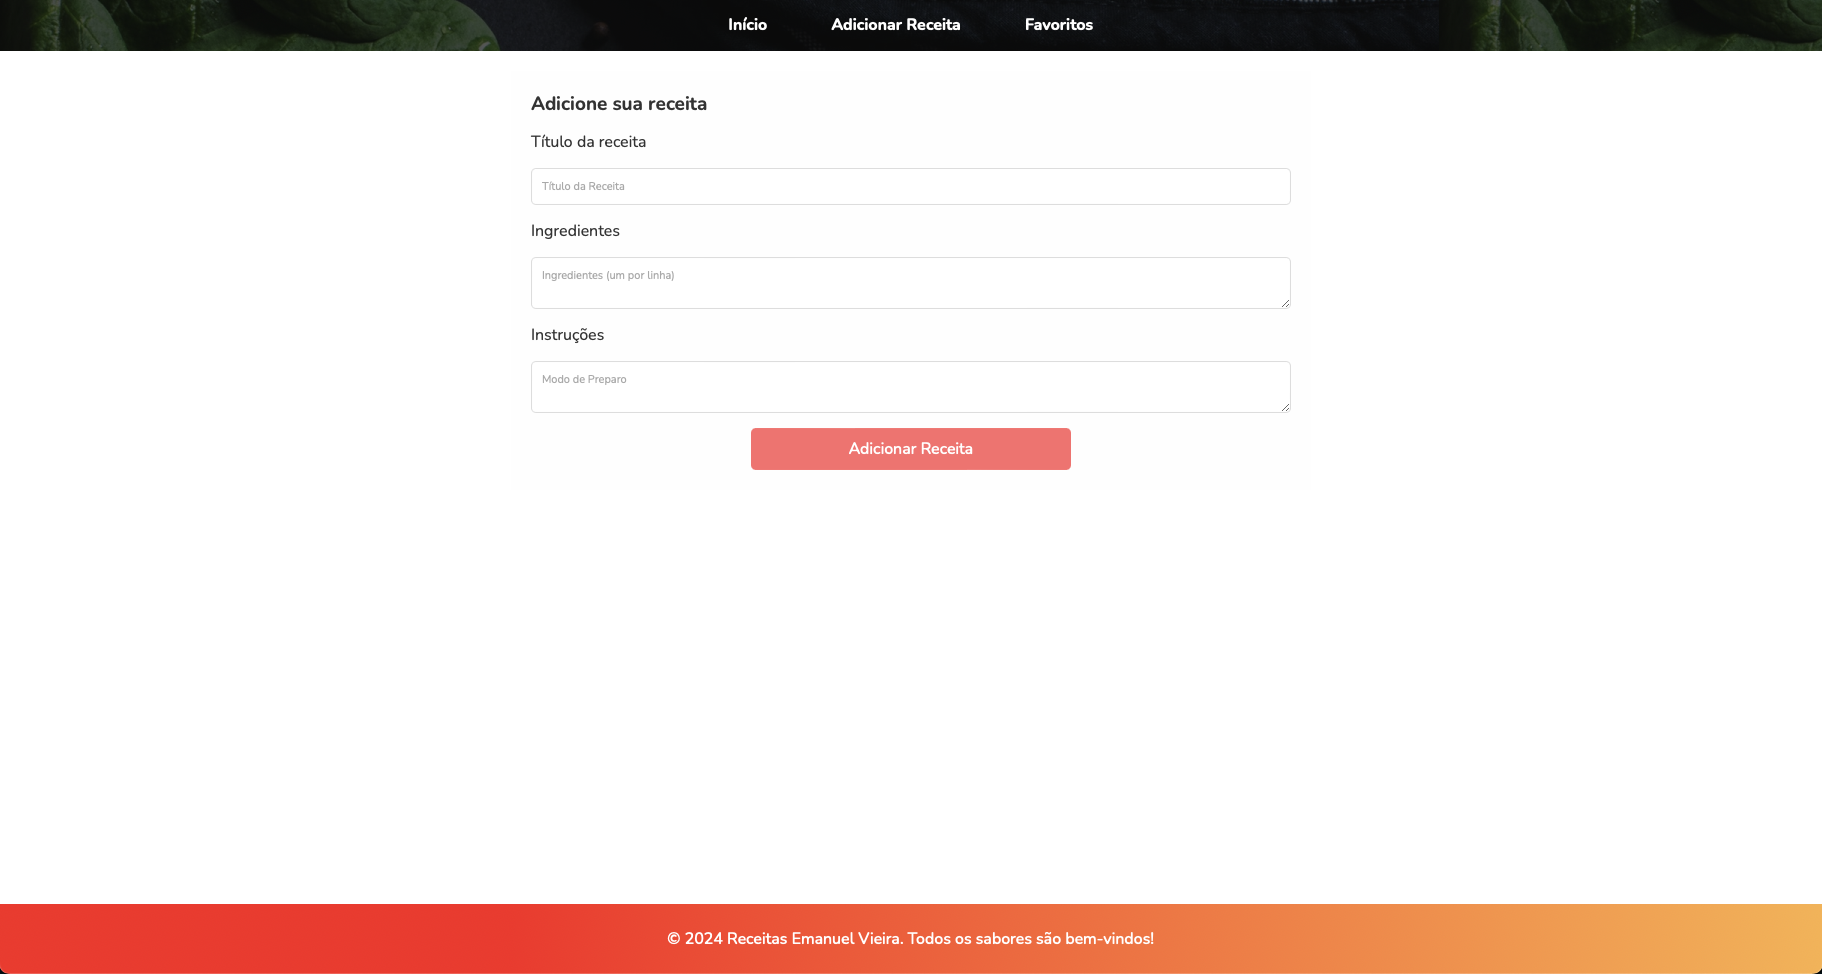 Início Adicionar Receita Favoritos
Adicione sua receita
Título da receita
Título da Receita
Ingredientes
Ingredientes (um por linha)
Instruções
Modo de Preparo
Adicionar Receita
© 2024 Receitas Emanuel Vieira. Todos os sabores são bem-vindos!